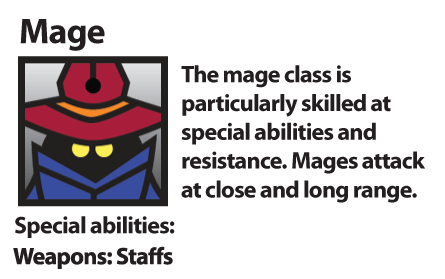 Mage
The mage class is
particularly skilled at
special abilities and
resistance. Mages attack
at close and long range.
Special abilities:
Weapons: Staffs